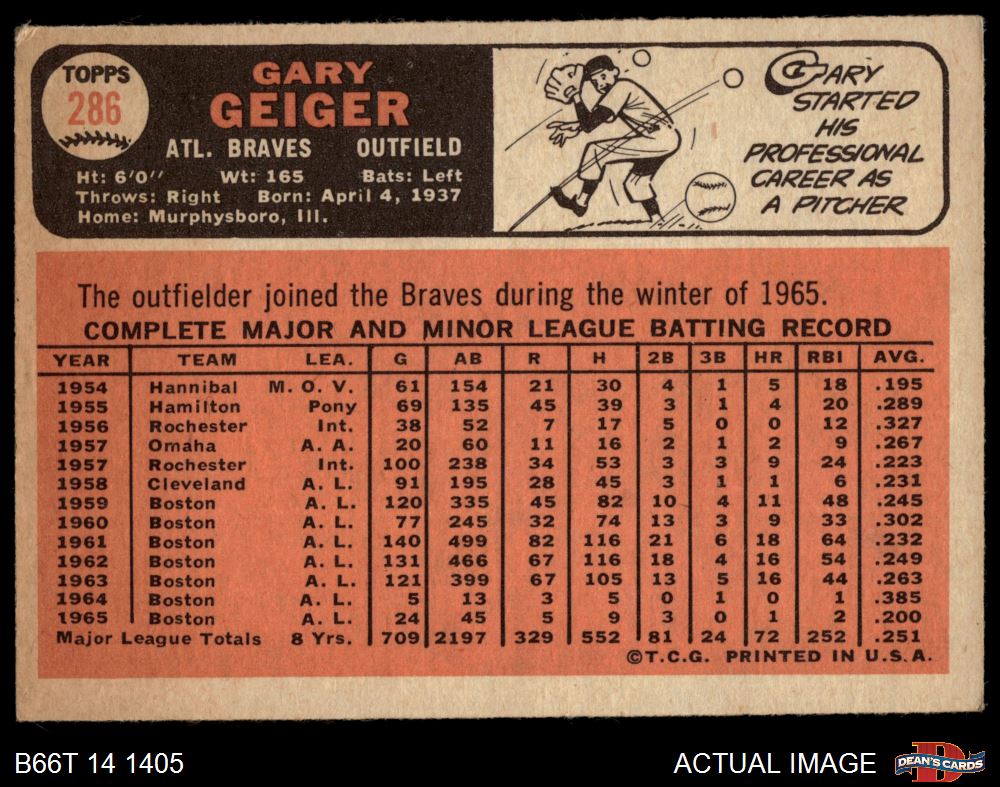 TOPPS
286
GARY
GEIGER
ATL. BRAVES OUTFIELD
Ht: 6'0" Wt: 165 Bats: Left
Throws: Right Born: April 4, 1937
Home: Murphysboro, Ill.
GARY
STARTED
HIS
PROFESSIONAL
CAREER AS
A PITCHER
The outfielder joined the Braves during the winter of 1965.
COMPLETE MAJOR AND MINOR LEAGUE BATTING RECORD
YEAR TEAM LEA. G AB R H 2B 3B HR RBI AVG.
1954 Hannibal M. O. V. 61 154 21 30 4 1 5 18 .195
1955 Hamilton Pony 69 135 45 39 3 1 4 20 .289
1956 Rochester Int. 38 52 7 17 5 0 0 12 .327
1957 Omaha A. A. 20 60 11 16 2 1 2 9 .267
1957 Rochester Int. 100 238 34 53 3 3 9 24 .223
1958 Cleveland A. L. 91 195 28 45 3 1 1 6 .231
1959 Boston A. L. 120 335 45 82 10 4 11 48 .245
1960 Boston A. L. 77 245 32 74 13 3 9 33 .302
1961 Boston A. L. 140 499 82 116 21 6 18 64 .232
1962 Boston A. L. 131 466 67 116 18 4 16 54 .249
1963 Boston A. L. 121 399 67 105 13 5 16 44 .263
1964 Boston A. L. 5 13 3 5 0 1 0 1 .385
1965 Boston A. L. 24 45 5 9 3 0 1 2 .200
Major League Totals 8 Yrs. 709 2197 329 552 81 24 72 252 .251
©T.C.G. PRINTED IN U.S.A.
B66T 14 1405 ACTUAL IMAGE
DEAN'S CARDS